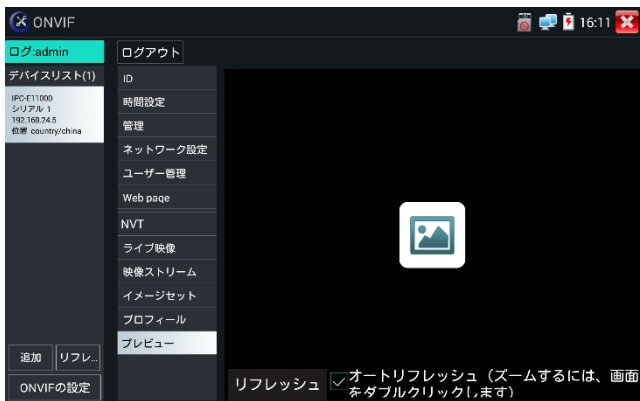 ONVIF
16:11
ログ:admin
ログアウト
デバイスリスト(1)
IPC-E11000
シリアル 1
192.168.24.5
位置 country/china
ID
時間設定
管理
ネットワーク設定
ユーザー管理
Web page
NVT
ライブ映像
映像ストリーム
イメージセット
プロフィール
プレビュー
追加
リフレ...
ONVIFの設定
リフレッシュ
オートリフレッシュ（ズームするには、画面
をダブルクリックします）